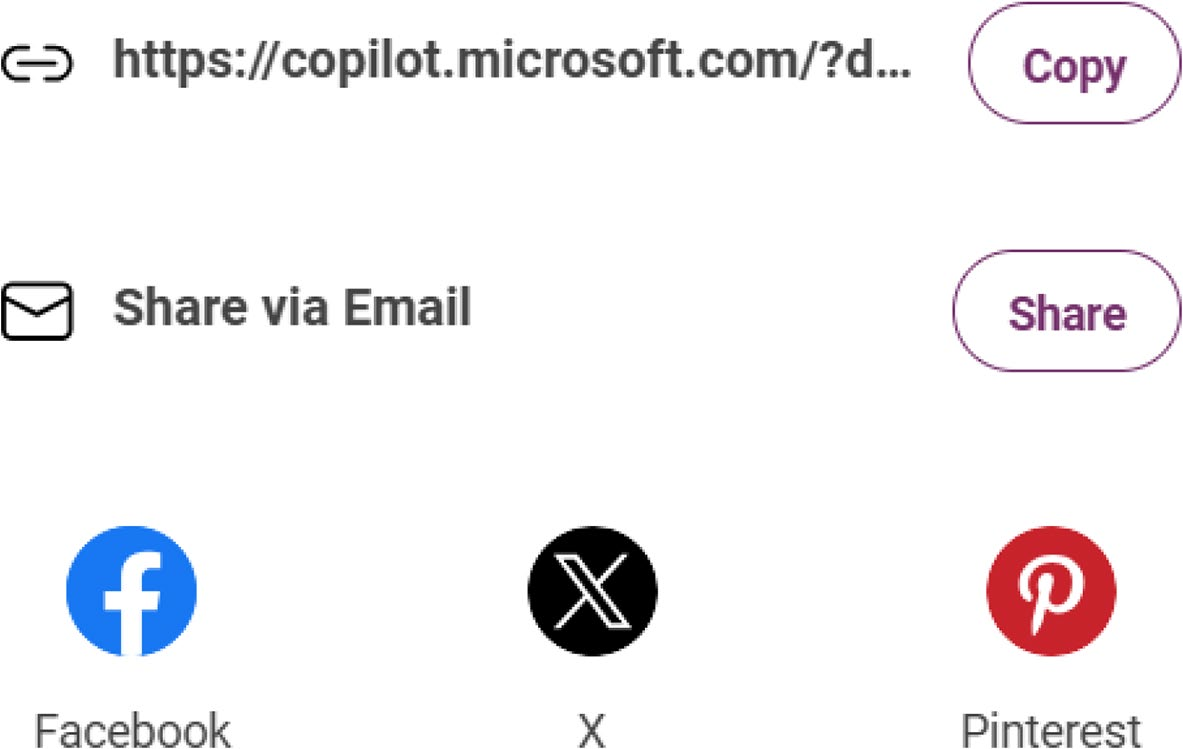 https://copilot.microsoft.com/?d...
Copy
Share via Email
Share
Facebook
X
Pinterest